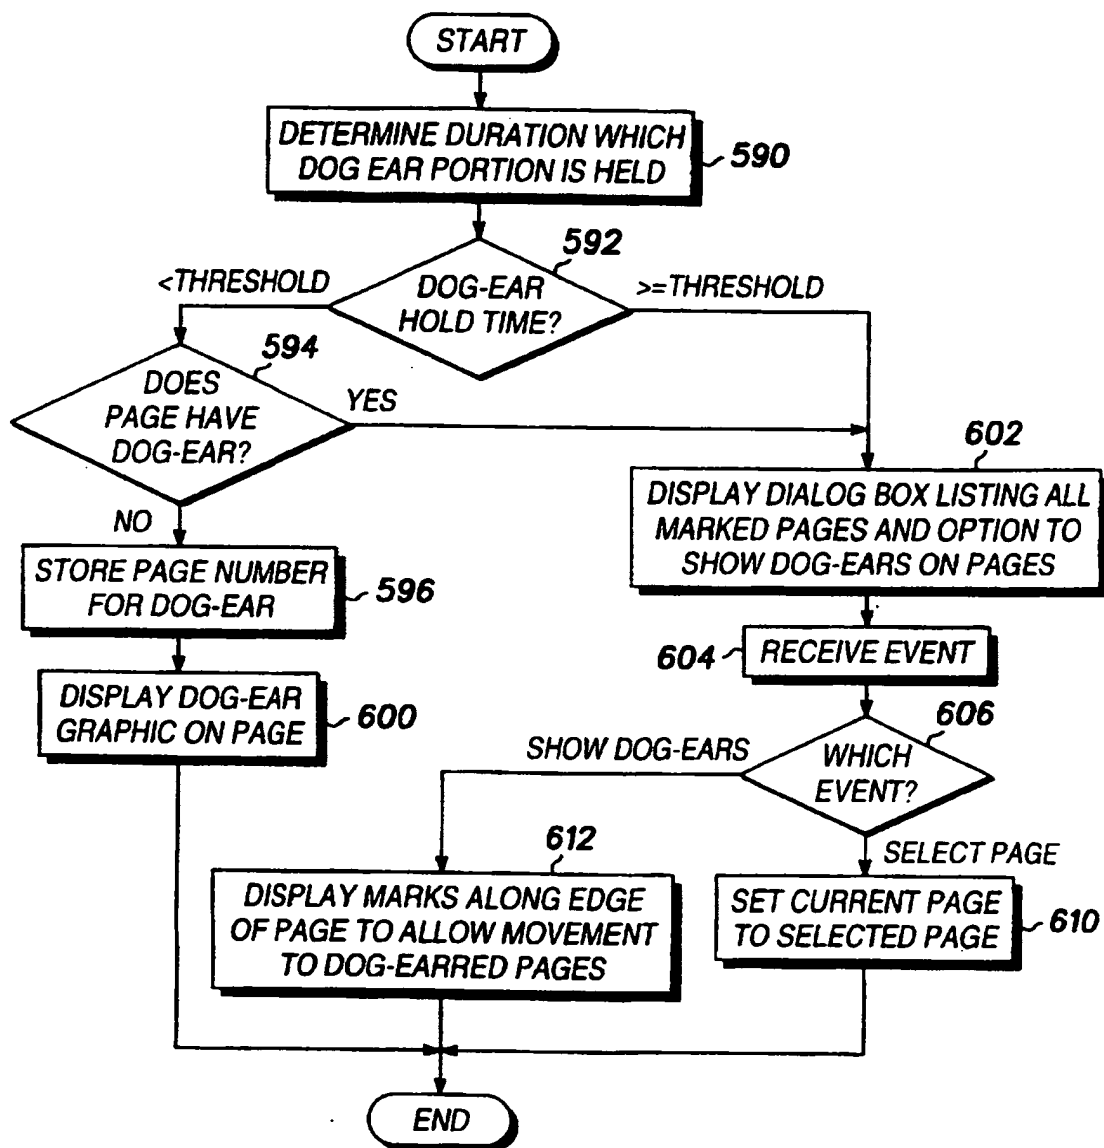 START
DETERMINE DURATION WHICH
DOG EAR PORTION IS HELD
590
592
<THRESHOLD
DOG-EAR
HOLD TIME?
>=THRESHOLD
594
DOES
PAGE HAVE
DOG-EAR?
YES
NO
602
DISPLAY DIALOG BOX LISTING ALL
MARKED PAGES AND OPTION TO
SHOW DOG-EARS ON PAGES
STORE PAGE NUMBER
FOR DOG-EAR
596
604
RECEIVE EVENT
DISPLAY DOG-EAR
GRAPHIC ON PAGE
600
606
SHOW DOG-EARS
WHICH
EVENT?
SELECT PAGE
612
DISPLAY MARKS ALONG EDGE
OF PAGE TO ALLOW MOVEMENT
TO DOG-EARRED PAGES
SET CURRENT PAGE
TO SELECTED PAGE
610
END